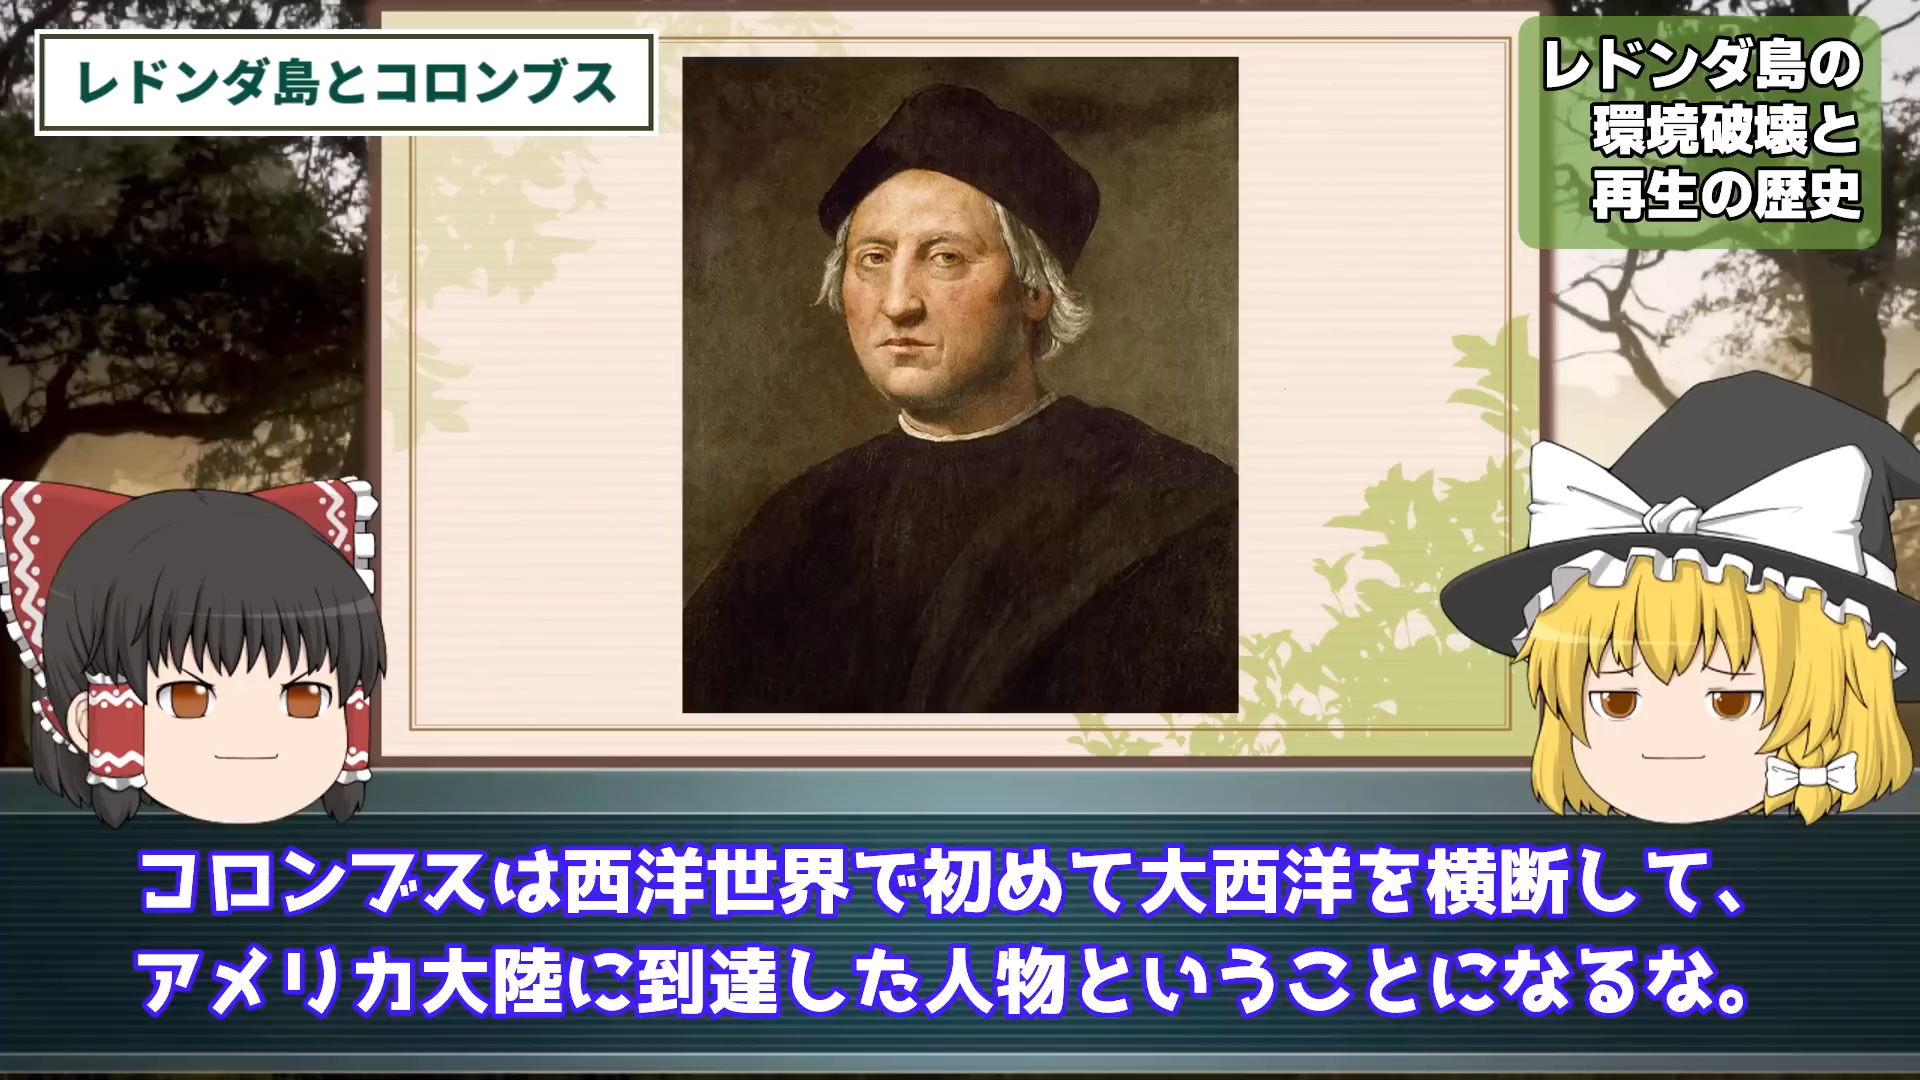 レドンダ島とコロンブス
レドンダ島の
環境破壊と
再生の歴史
コロンブスは西洋世界で初めて大西洋を横断して、
アメリカ大陸に到達した人物ということになるな。